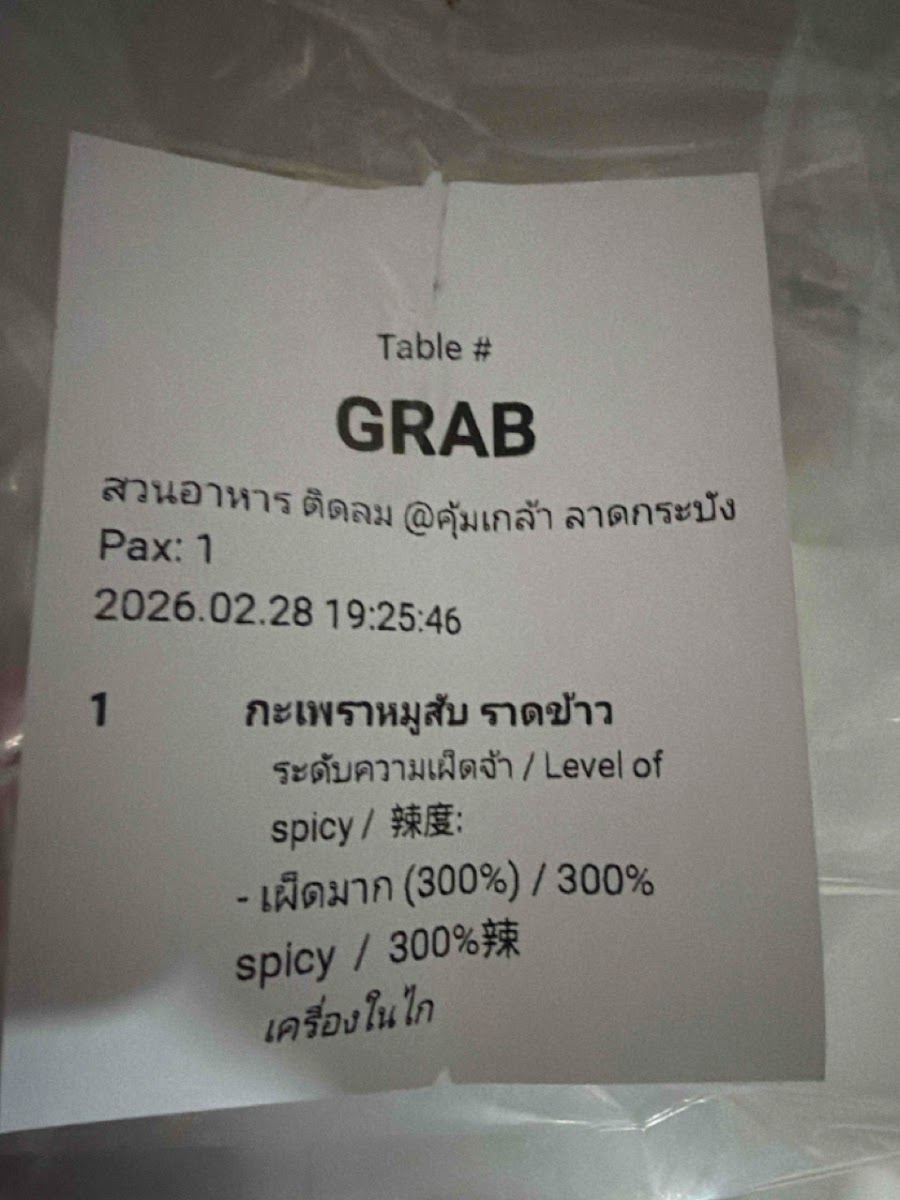 Table #
GRAB
สวนอาหาร ติดลม @คุ้มเกล้า ลาดกระบัง
Pax: 1
2026.02.28 19:25:46
1 กะเพราหมูสับ ราดข้าว
ระดับความเผ็ดจ้า / Level of
spicy / 辣度:
- เผ็ดมาก (300%) / 300%
spicy / 300%辣
เครื่องในไก่